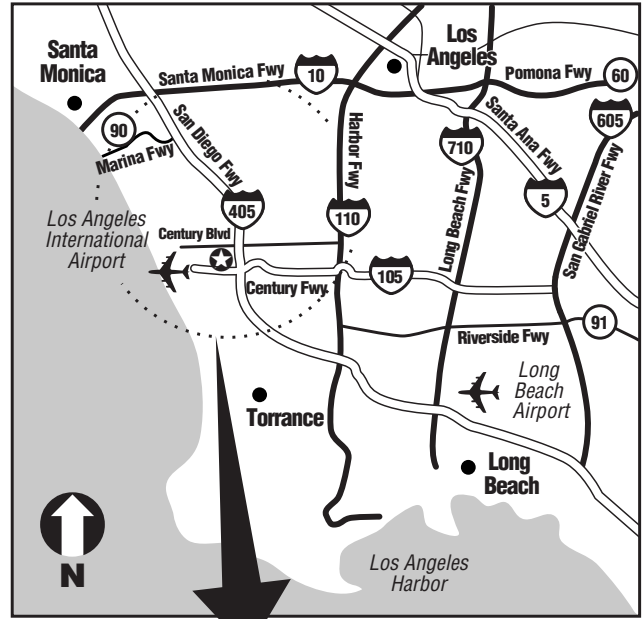 Santa
Monica
Los
Angeles
Santa Monica Fwy
10
Pomona Fwy
60
90
Marina Fwy
San Diego Fwy
Harbor Fwy
710
Santa Ana Fwy
605
405
110
Long Beach Fwy
5
San Gabriel River Fwy
Los Angeles
International
Airport
Century Blvd
Century Fwy
105
91
Riverside Fwy
Long
Beach
Airport
Torrance
Long
Beach
N
Los Angeles
Harbor